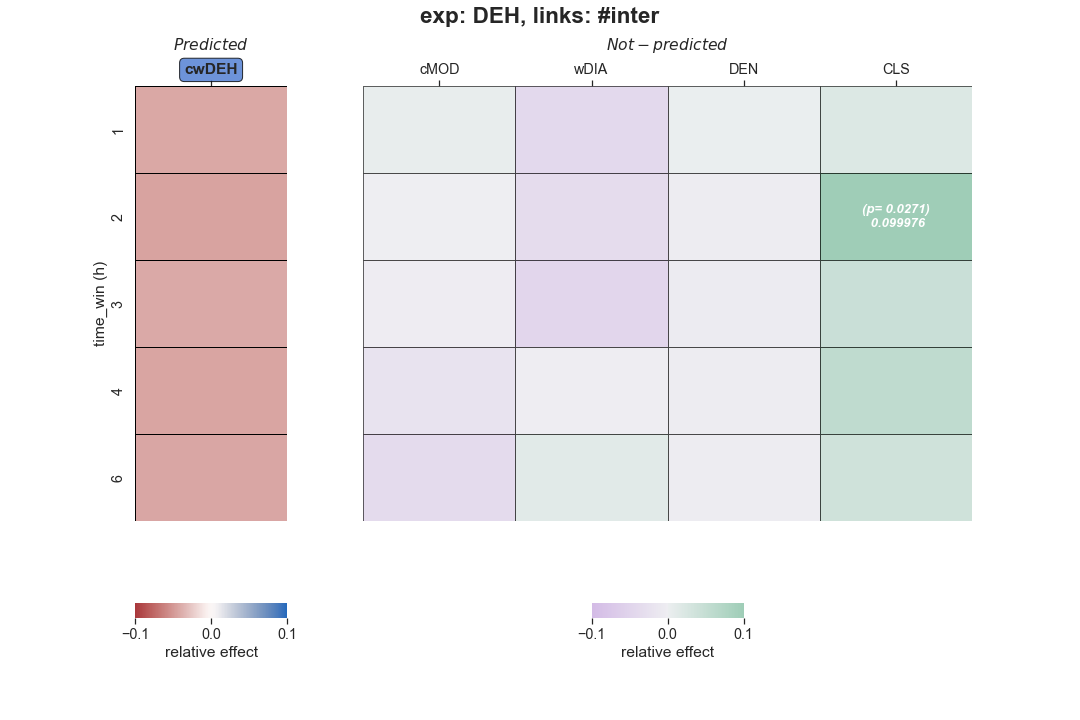 exp: DEH, links: #inter
Predicted
Not − predicted
cwDEH
cMOD
wDIA
DEN
CLS
time_win (h)
1
2
3
4
6
(p= 0.0271)
0.099976
−0.1
0.0
0.1
relative effect
−0.1
0.0
0.1
relative effect